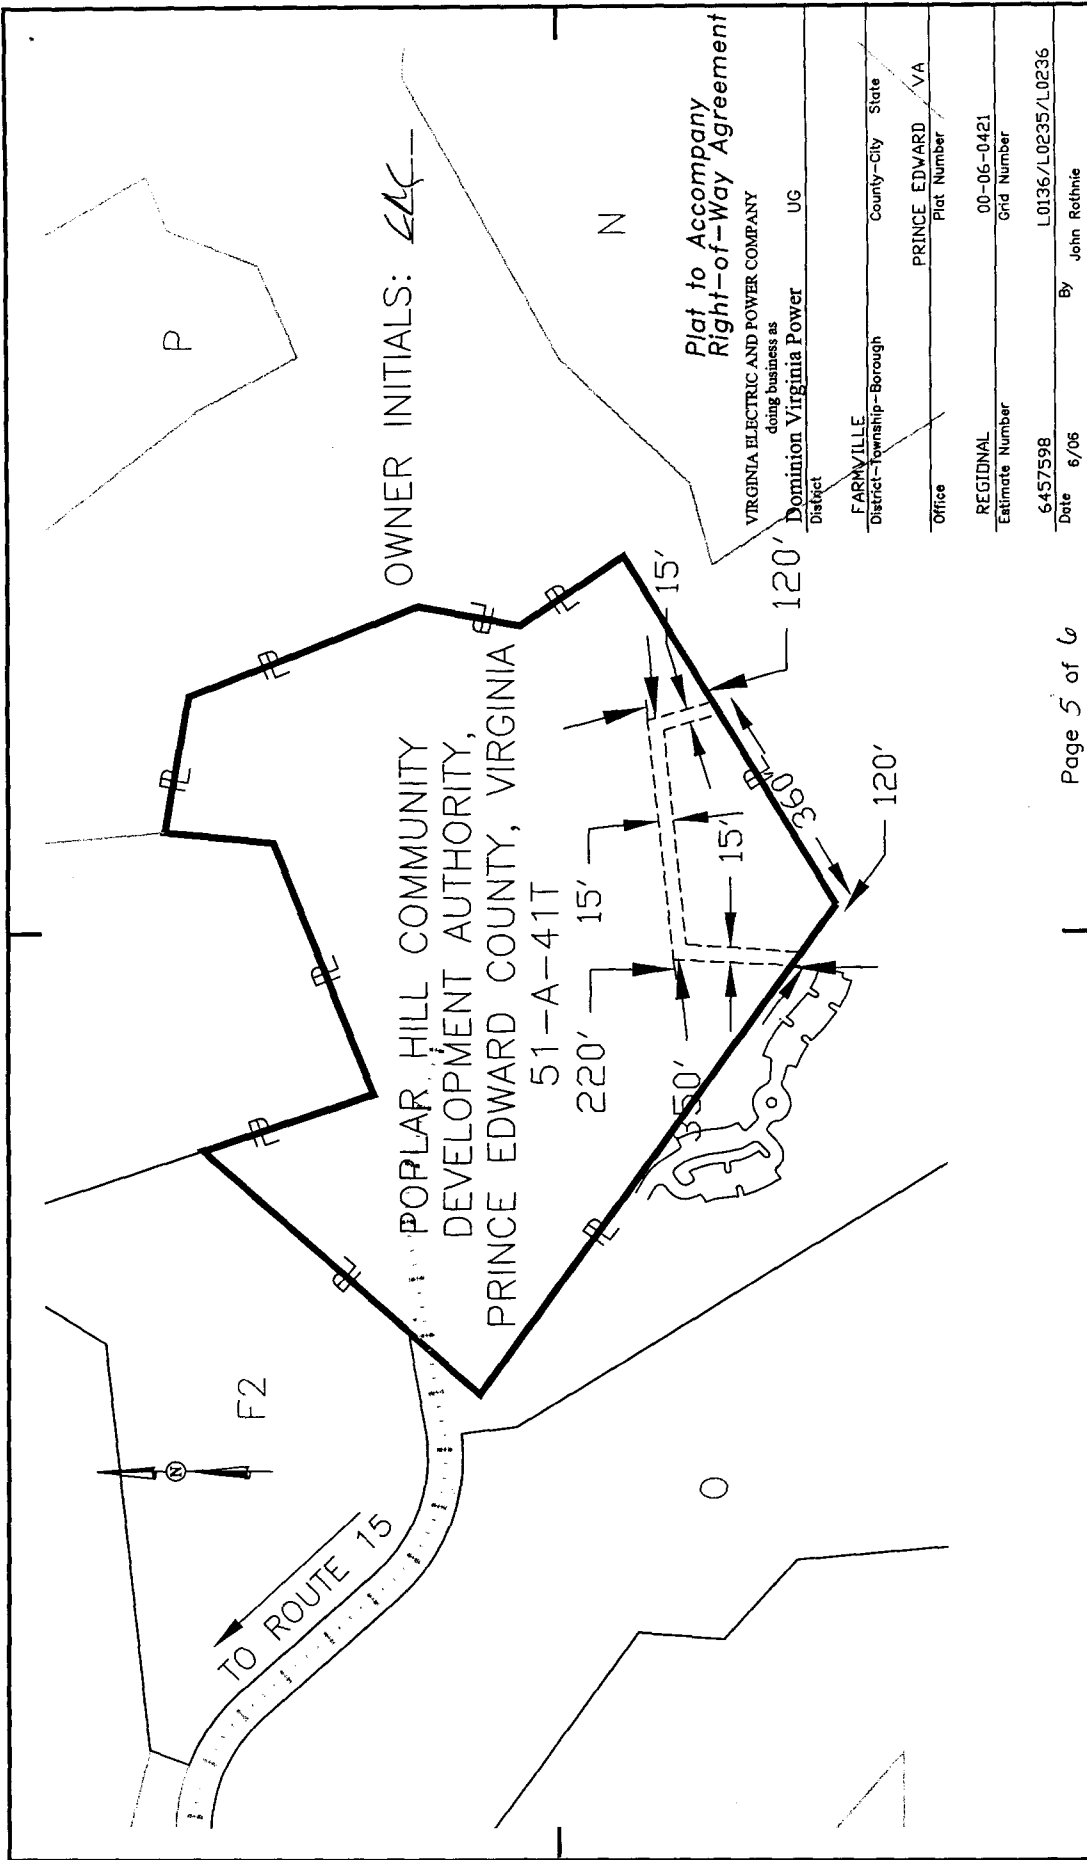 P
OWNER INITIALS:
N
F2
TO ROUTE 15
POPLAR HILL COMMUNITY
DEVELOPMENT AUTHORITY,
PRINCE EDWARD COUNTY, VIRGINIA
51-A-41T
220'
15'
15'
120'
15'
350'
360'
120'
O
Plat to Accompany
Right-of-Way Agreement
VIRGINIA ELECTRIC AND POWER COMPANY
doing business as
Dominion Virginia Power UG
District
FARMVILLE
District-Township-Borough County-City State
PRINCE EDWARD VA
Office Plat Number
REGIONAL 00-06-0421
Estimate Number Grid Number
6457598 L0136/L0235/L0236
Date 6/06 By John Rothnie
Page 5 of 6